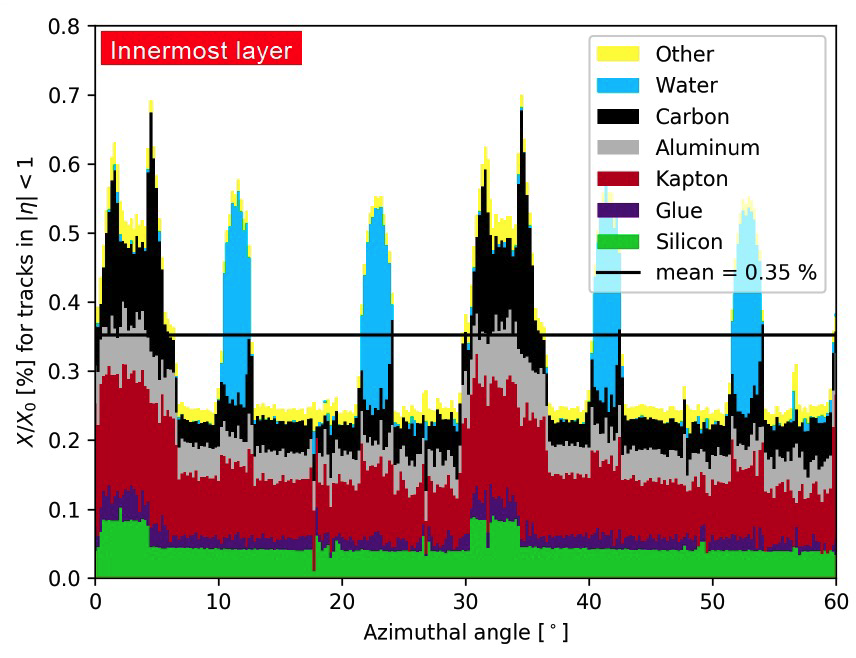 Innermost layer
Other
Water
Carbon
Aluminum
Kapton
Glue
Silicon
mean = 0.35 %
X/X₀ [%] for tracks in |η| < 1
0.8
0.7
0.6
0.5
0.4
0.3
0.2
0.1
0.0
0 10 20 30 40 50 60
Azimuthal angle [°]